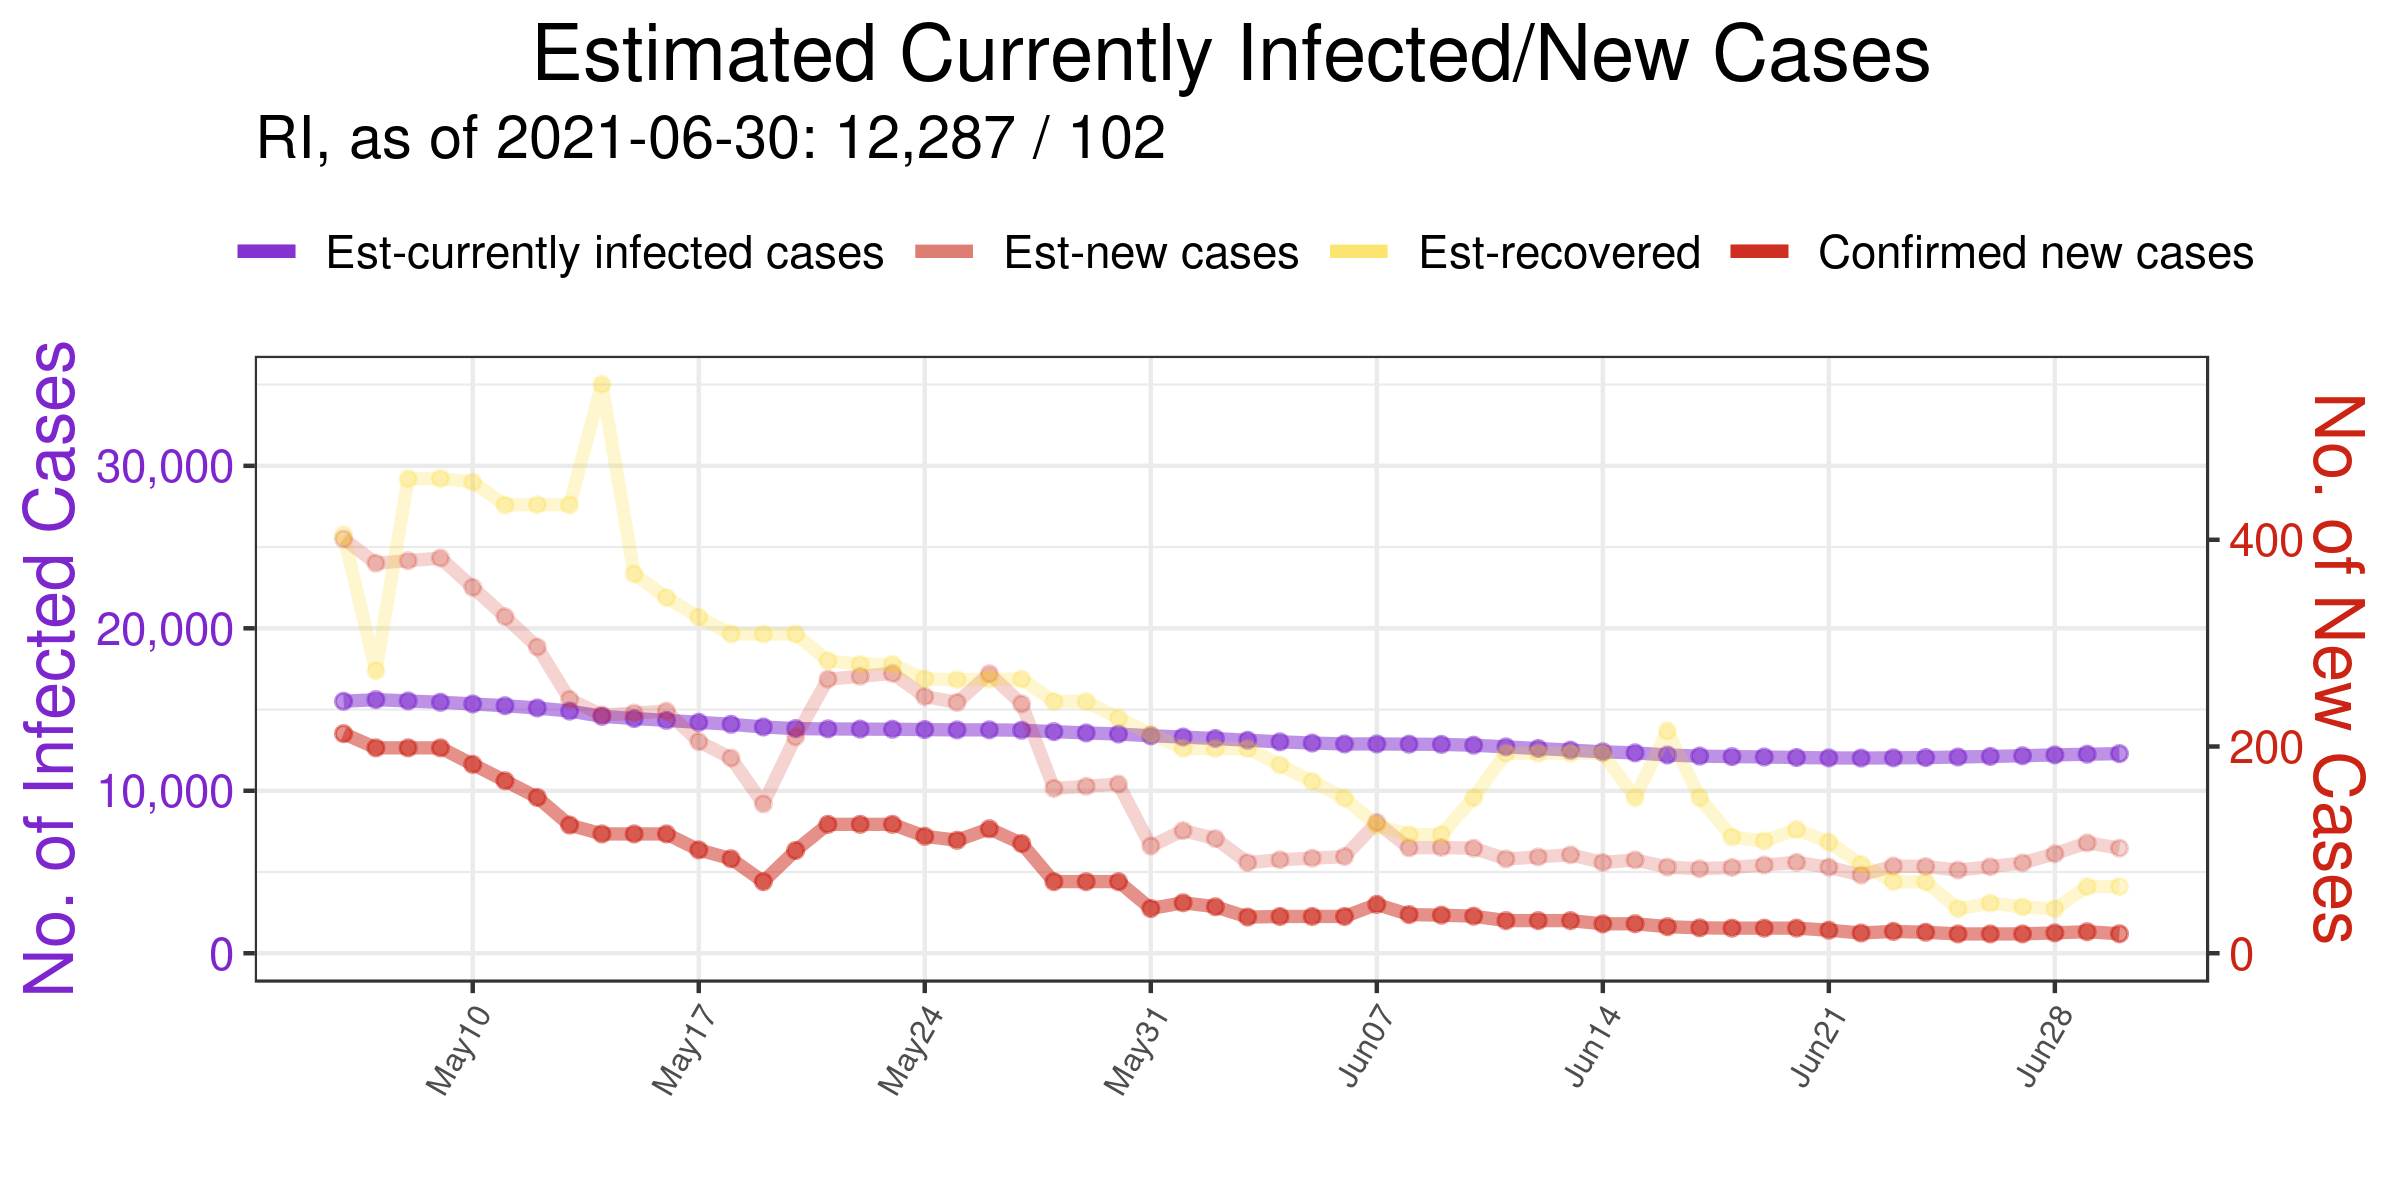 Estimated Currently Infected/New Cases
RI, as of 2021-06-30: 12,287 / 102
Est-currently infected cases Est-new cases Est-recovered Confirmed new cases
No. of Infected Cases
30,000
20,000
10,000
0
No. of New Cases
400
200
0
May10 May17 May24 May31 Jun07 Jun14 Jun21 Jun28